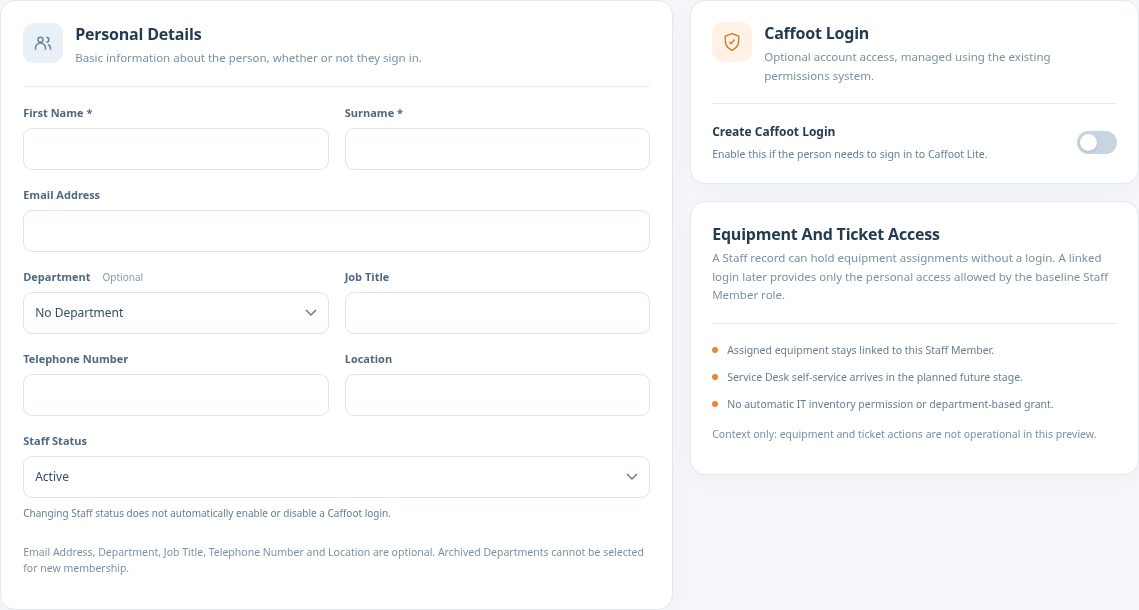 Personal Details
Basic information about the person, whether or not they sign in.
First Name *
Surname *
Email Address
Department Optional
Job Title
No Department
Telephone Number
Location
Staff Status
Active
Changing Staff status does not automatically enable or disable a Caffoot login.
Email Address, Department, Job Title, Telephone Number and Location are optional. Archived Departments cannot be selected
for new membership.
Caffoot Login
Optional account access, managed using the existing
permissions system.
Create Caffoot Login
Enable this if the person needs to sign in to Caffoot Lite.
Equipment And Ticket Access
A Staff record can hold equipment assignments without a login. A linked
login later provides only the personal access allowed by the baseline Staff
Member role.
Assigned equipment stays linked to this Staff Member.
Service Desk self-service arrives in the planned future stage.
No automatic IT inventory permission or department-based grant.
Context only: equipment and ticket actions are not operational in this preview.